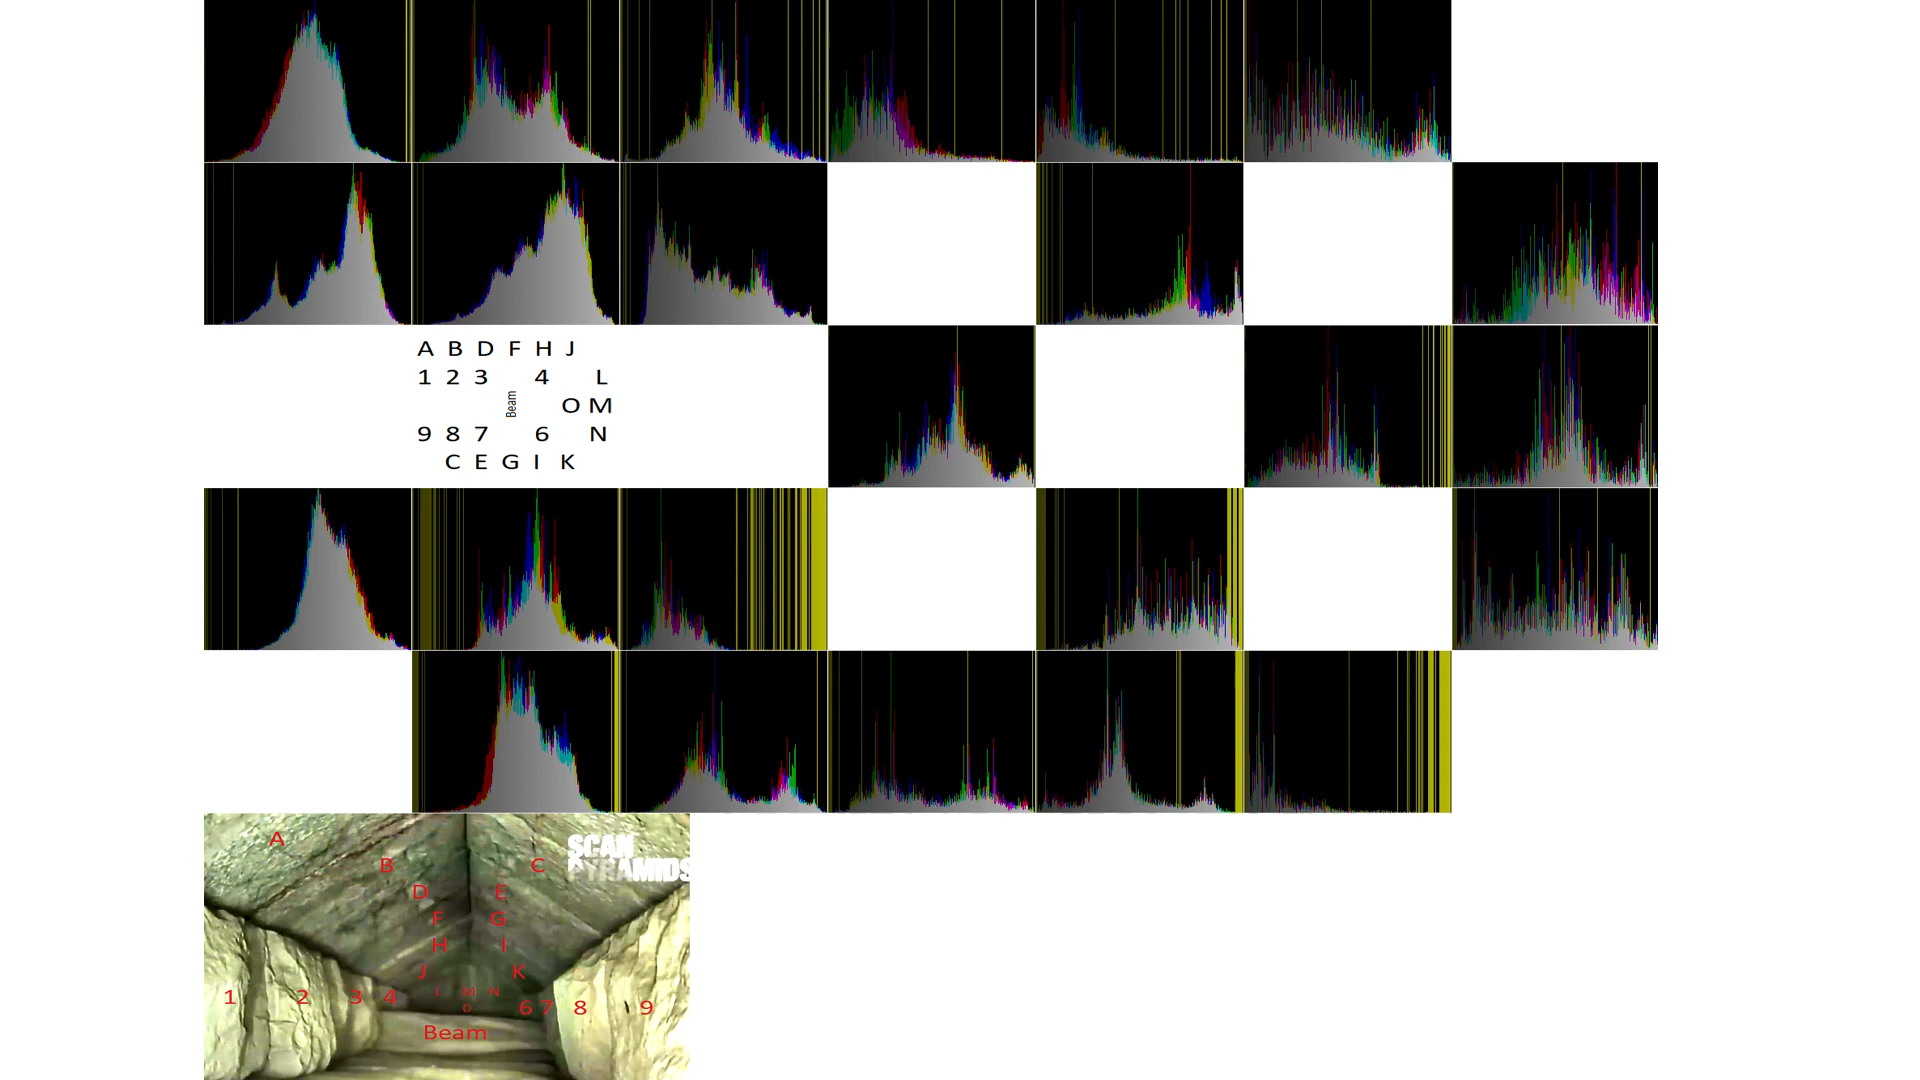 A B D F H J
1 2 3 4 L
Beam
O M
9 8 7 6 N
C E G I K
SCAN
PYRAMIDS
A
B C
D E
F G
H I
J K
L M N
1 2 3 4
O
6 7 8 9
Beam